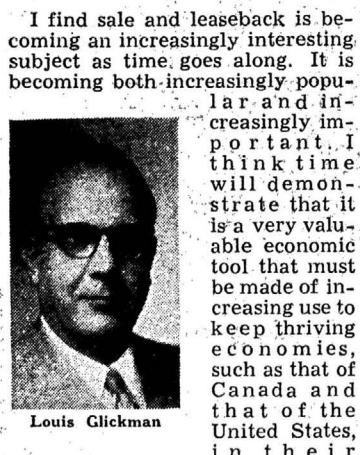 I find sale and leaseback is be-
coming an increasingly interesting
subject as time goes along. It is
becoming both increasingly popu-
lar and in-
creasingly im-
portant. I
think time
will demon-
strate that it
is a very valu-
able economic
tool that must
be made of in-
creasing use to
keep thriving
economies,
such as that of
Canada and
that of the
United States,
in their
Louis Glickman